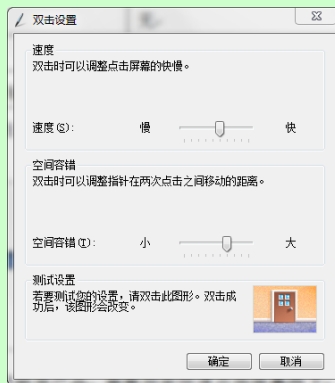 双击设置
速度
双击时可以调整点击屏幕的快慢。
速度(S):
慢
快
空间容错
双击时可以调整指针在两次点击之间移动的距离。
空间容错(T):
小
大
测试设置
若要测试您的设置，请双击此图形。双击成
功后，该图形会改变。
确定
取消